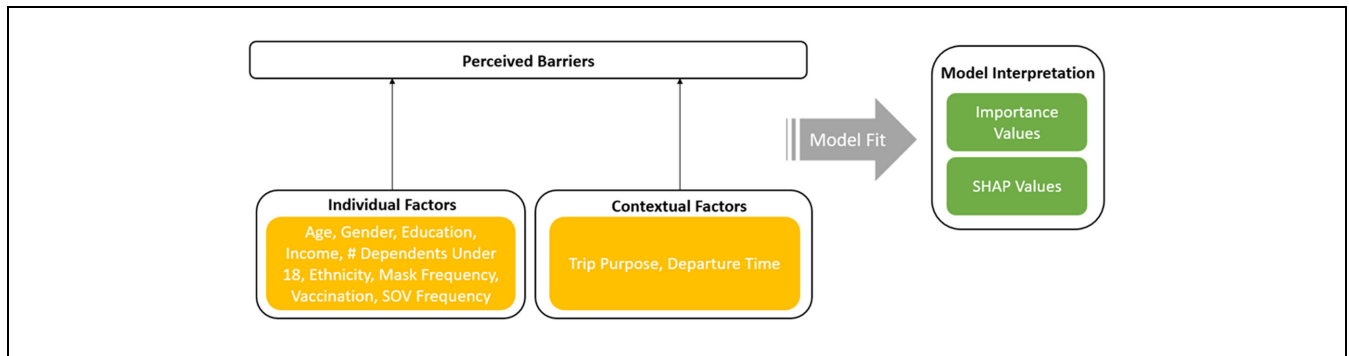 Perceived Barriers
Model Fit
Model Interpretation
Importance
Values
SHAP Values
Individual Factors
Age, Gender, Education,
Income, # Dependents Under
18, Ethnicity, Mask Frequency,
Vaccination, SOV Frequency
Contextual Factors
Trip Purpose, Departure Time